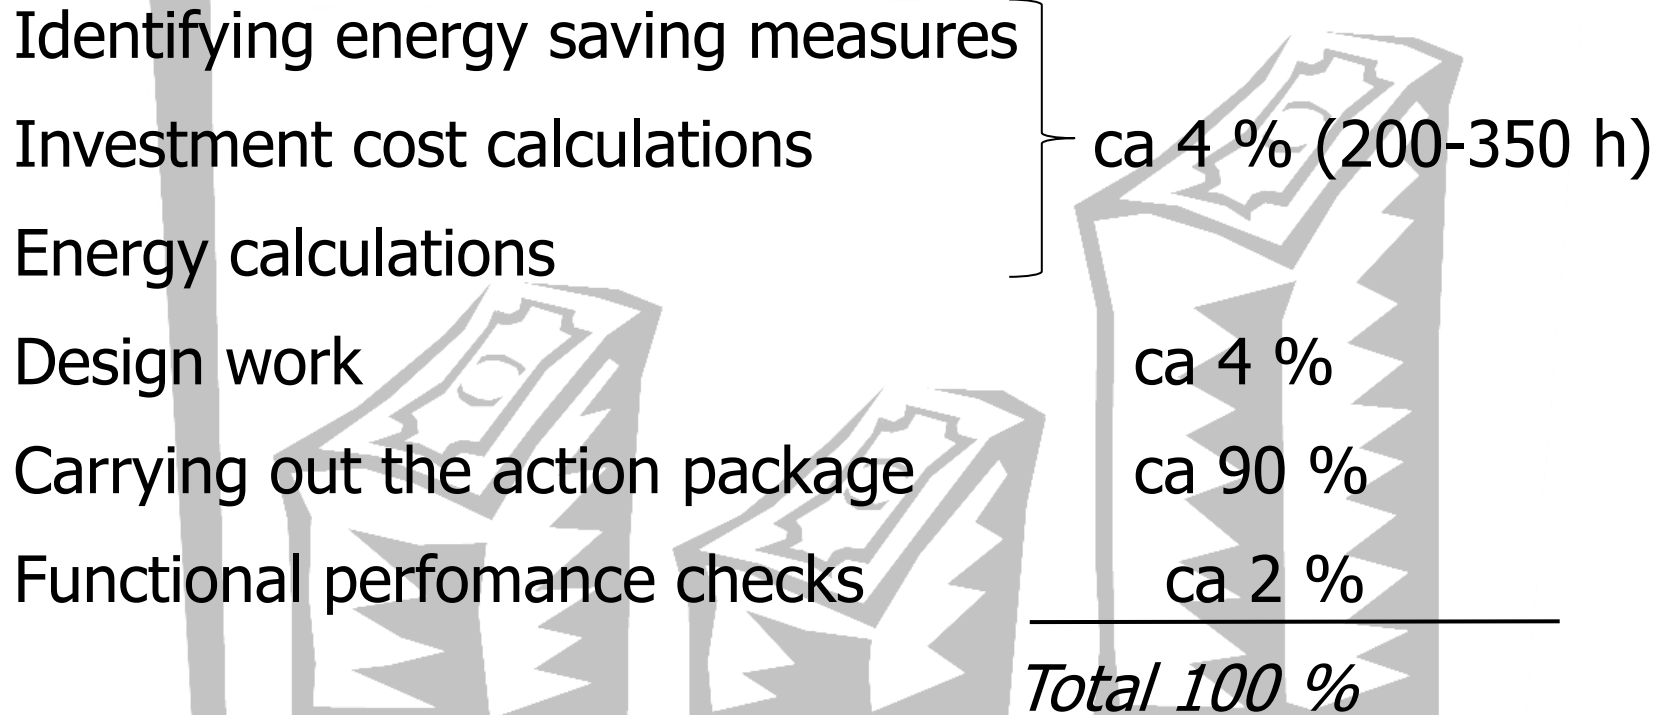 Identifying energy saving measures
Investment cost calculations ca 4 % (200-350 h)
Energy calculations
Design work ca 4 %
Carrying out the action package ca 90 %
Functional perfomance checks ca 2 %
Total 100 %